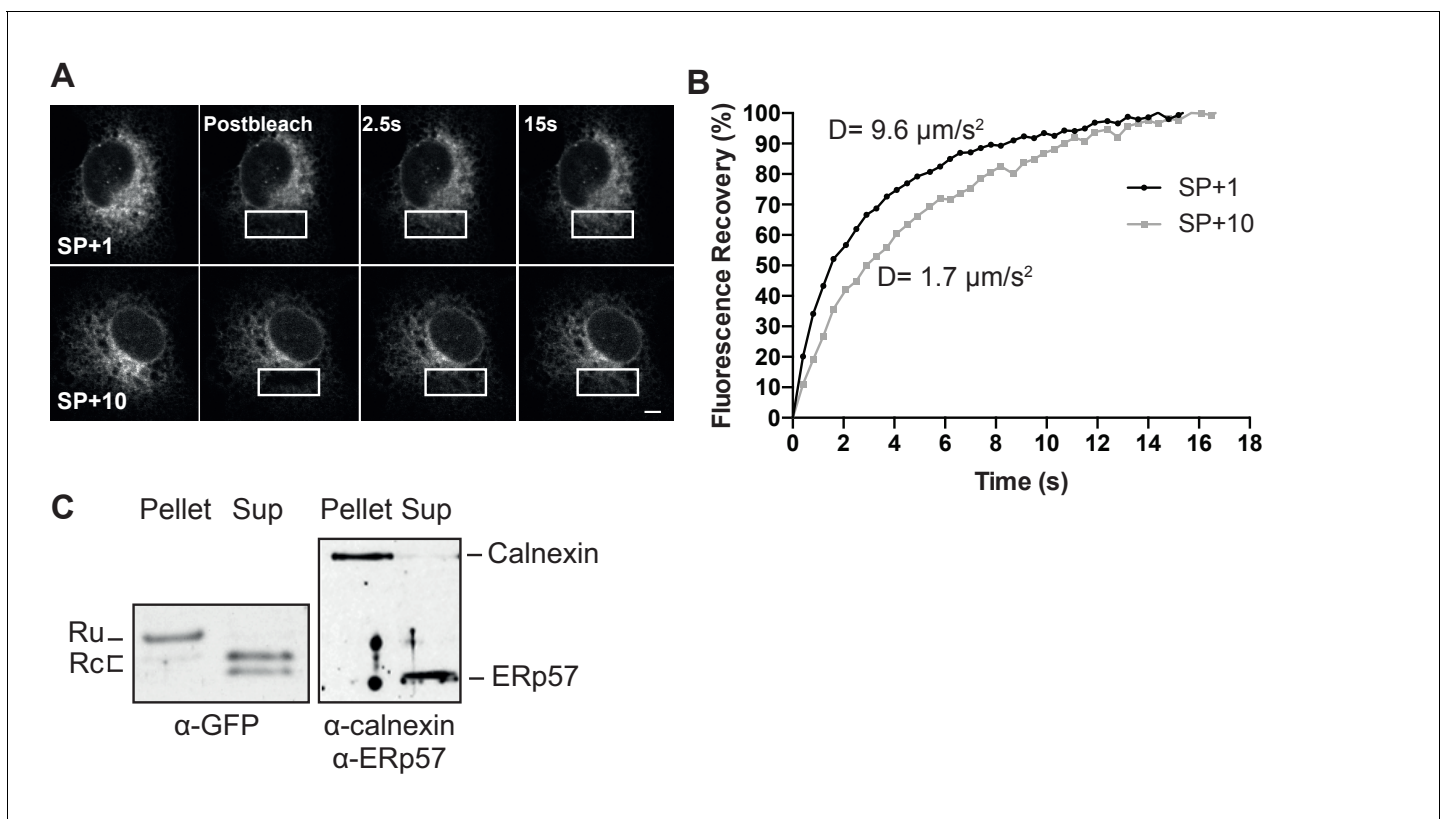 A
Postbleach
2.5s
15s
SP+1
SP+10
B
Fluorescence Recovery (%)
100
90
80
70
60
50
40
30
20
10
0
D= 9.6 µm/s²
D= 1.7 µm/s²
SP+1
SP+10
0 2 4 6 8 10 12 14 16 18
Time (s)
C
Pellet Sup
Pellet Sup
Calnexin
Ru
Rc
ERp57
α-GFP
α-calnexin
α-ERp57